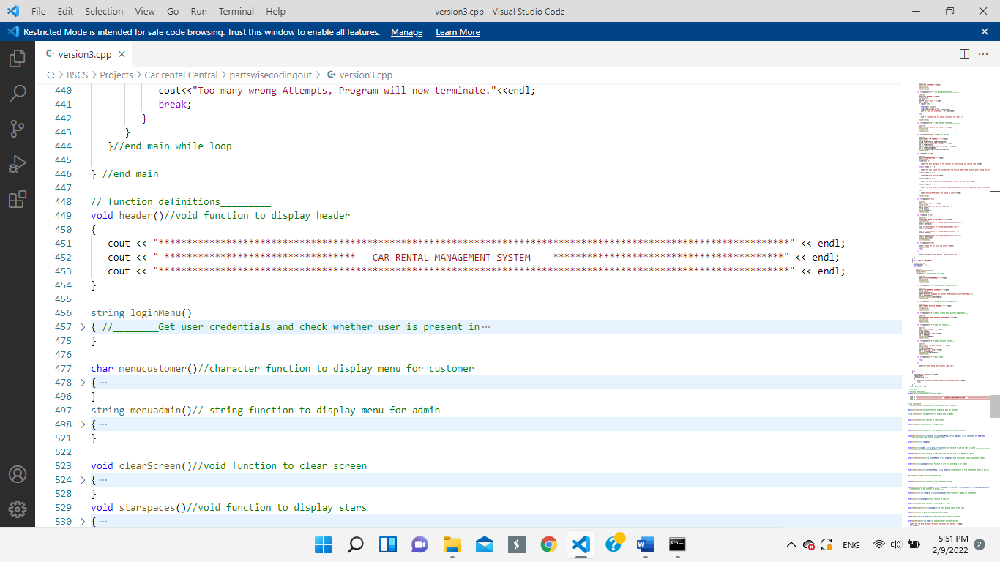 File Edit Selection View Go Run Terminal Help version3.cpp - Visual Studio Code
Restricted Mode is intended for safe code browsing. Trust this window to enable all features. Manage Learn More
version3.cpp
C: > BSCS > Projects > Car rental Central > partswisecodingout > version3.cpp
440 cout<<"Too many wrong Attempts, Program will now terminate."<<endl;
441 break;
442 }
443 }
444 }//end main while loop
445
446 } //end main
447
448 // function definitions_________
449 void header()//void function to display header
450 {
451 cout << "****************************************************************************************************************" << endl;
452 cout << " **********************************   CAR RENTAL MANAGEMENT SYSTEM    *****************************************" << endl;
453 cout << "****************************************************************************************************************" << endl;
454 }
455
456 string loginMenu()
457 { //________Get user credentials and check whether user is present in ···
475 }
476
477 char menucustomer()//character function to display menu for customer
478 { ···
496 }
497 string menuadmin()// string function to display menu for admin
498 { ···
521 }
522
523 void clearScreen()//void function to clear screen
524 { ···
528 }
529 void starspaces()//void function to display stars
530 { ···
ENG 5:51 PM
2/9/2022 2